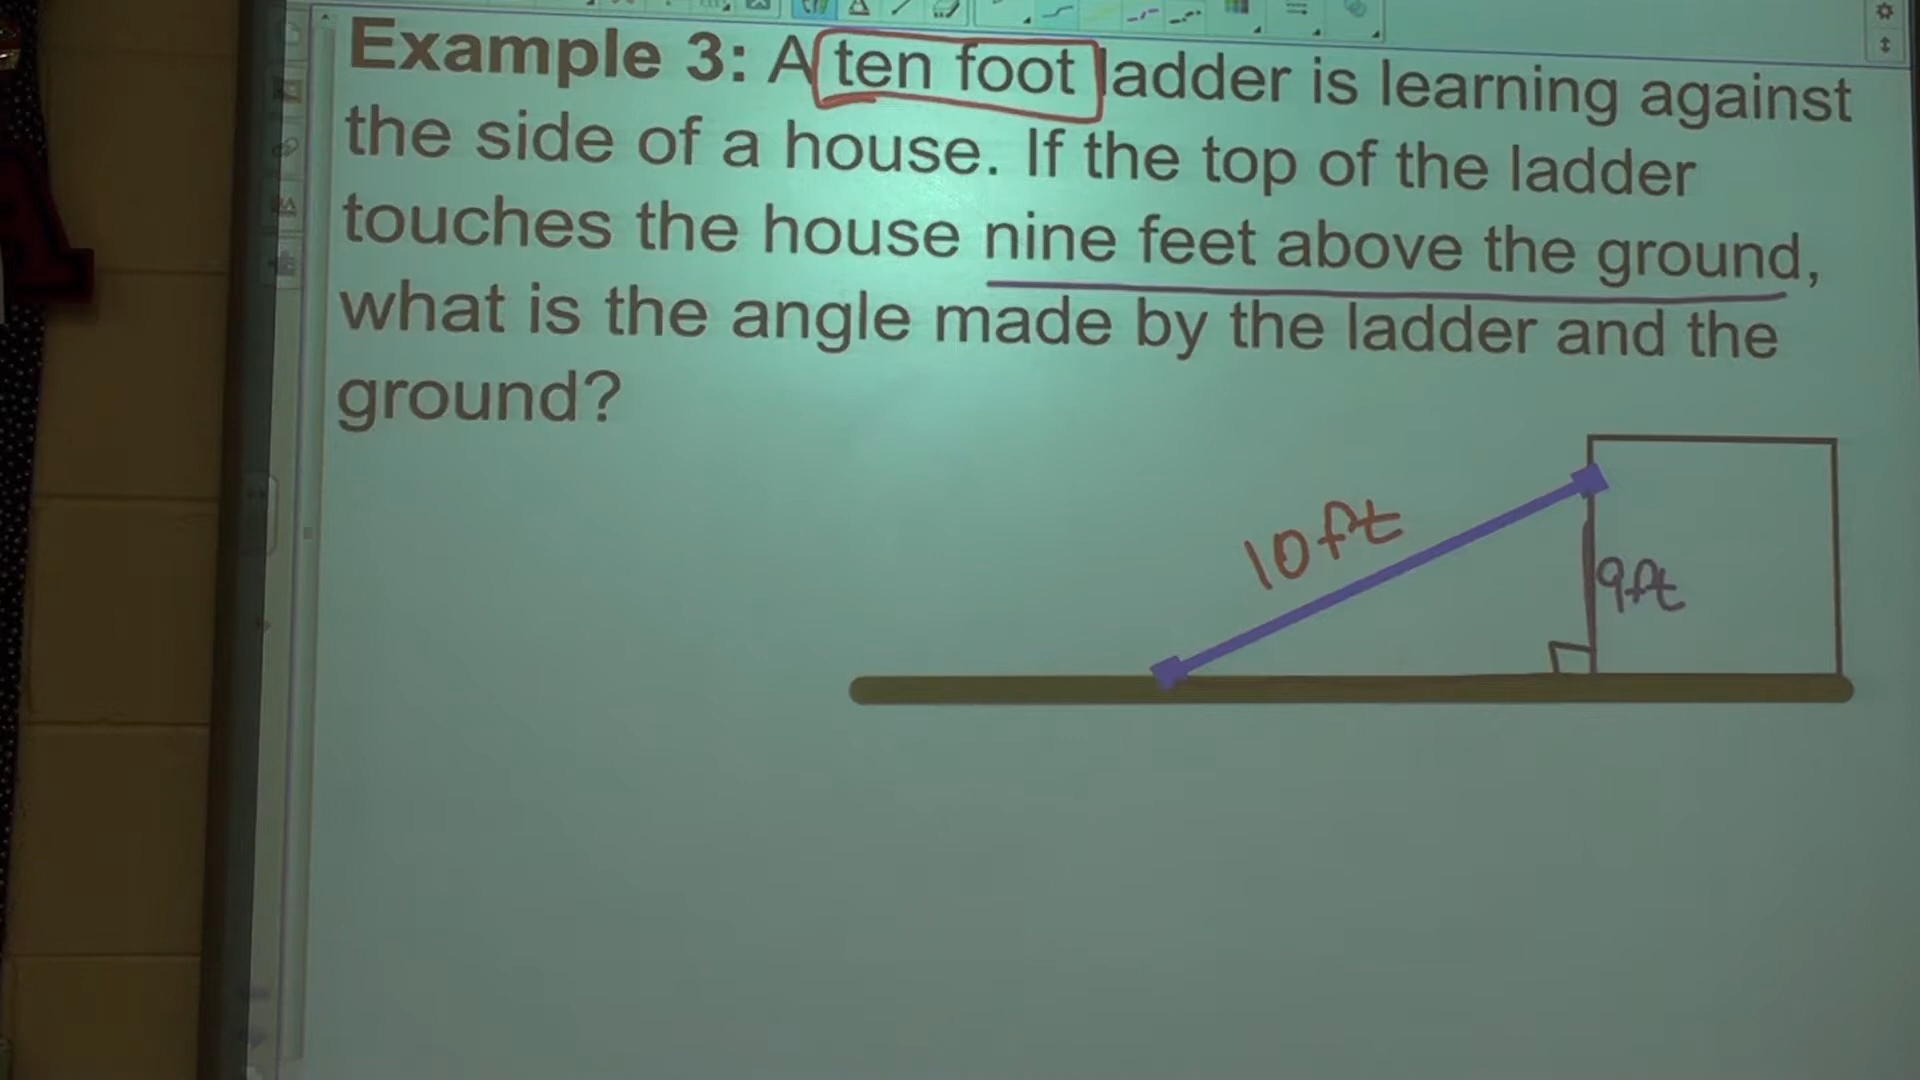 Example 3: A ten foot ladder is learning against
the side of a house. If the top of the ladder
touches the house nine feet above the ground,
what is the angle made by the ladder and the
ground?
10ft
9ft